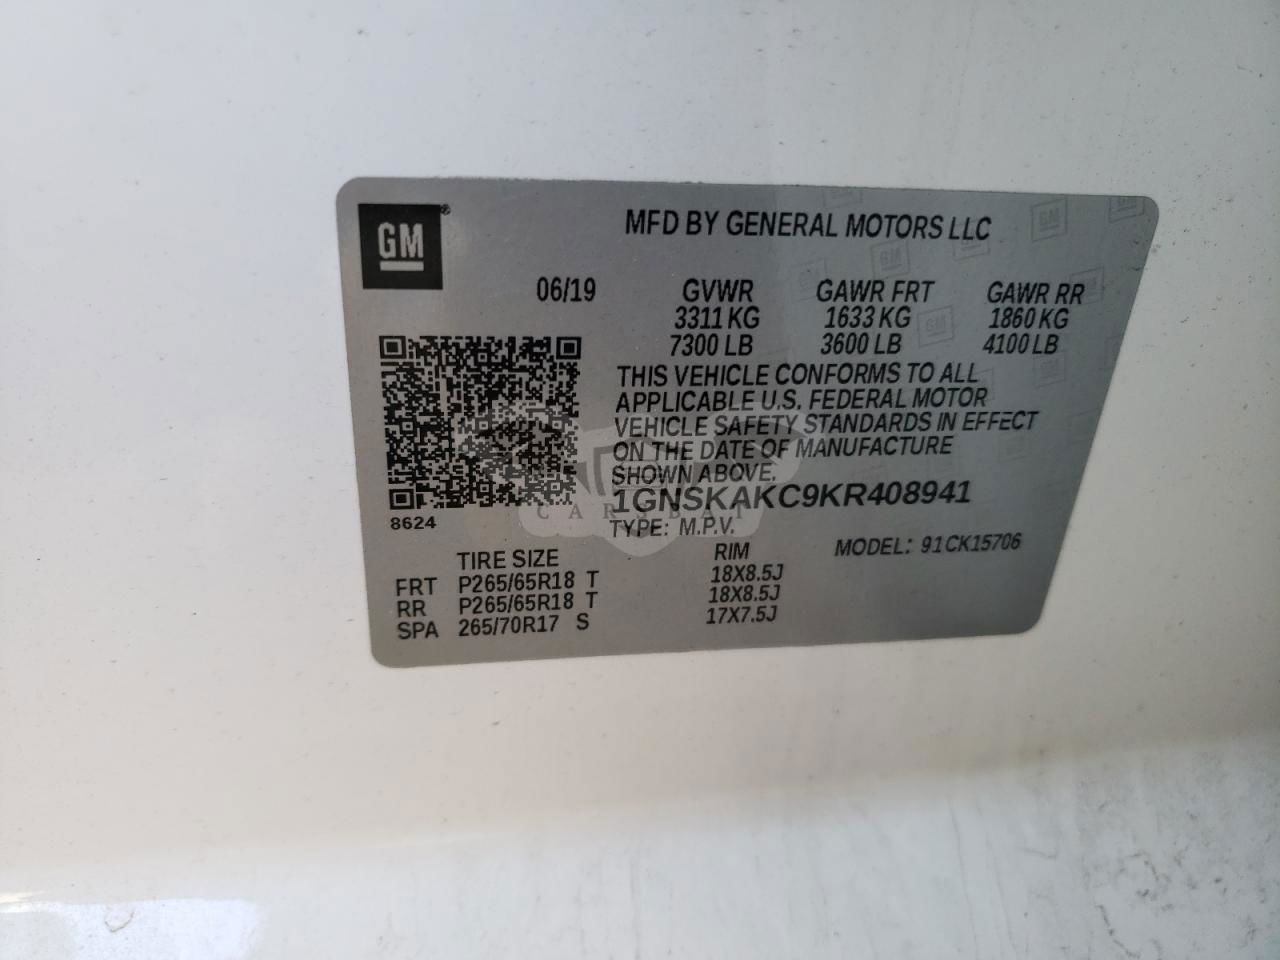 GM®
MFD BY GENERAL MOTORS LLC
06/19 GVWR GAWR FRT GAWR RR
3311 KG 1633 KG 1860 KG
7300 LB 3600 LB 4100 LB
THIS VEHICLE CONFORMS TO ALL
APPLICABLE U.S. FEDERAL MOTOR
VEHICLE SAFETY STANDARDS IN EFFECT
ON THE DATE OF MANUFACTURE
SHOWN ABOVE.
1GNSKAKC9KR408941
8624
CARSBAT
TYPE: M.P.V. MODEL: 91CK15706
TIRE SIZE RIM
FRT P265/65R18 T 18X8.5J
RR P265/65R18 T 18X8.5J
SPA 265/70R17 S 17X7.5J